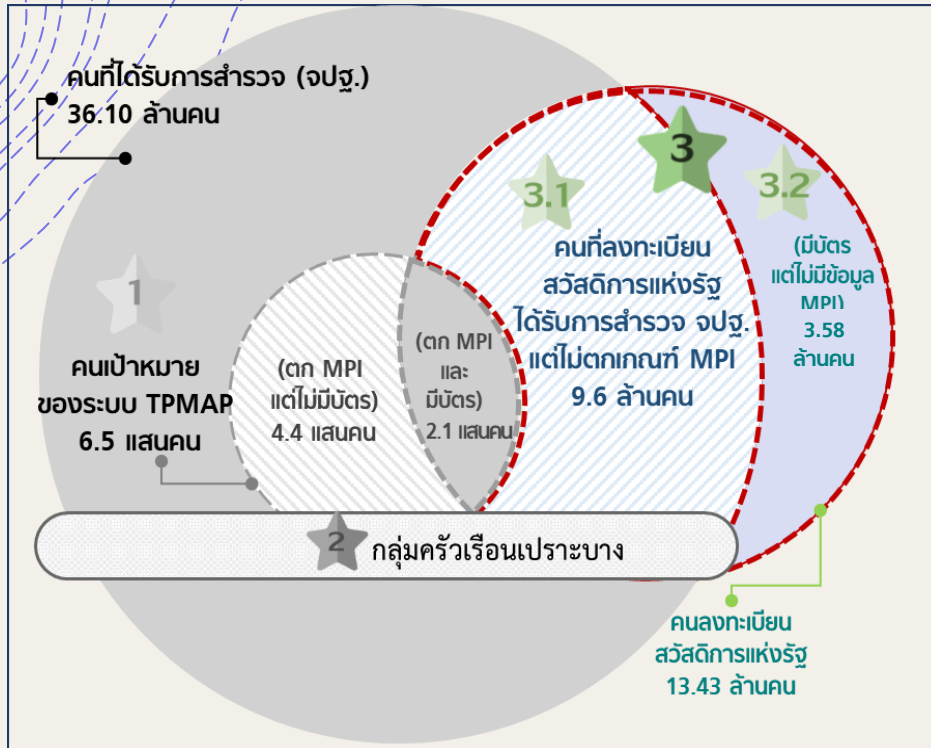 คนที่ได้รับการสำรวจ (จปฐ.)
36.10 ล้านคน
1
คนเป้าหมาย
ของระบบ TPMAP
6.5 แสนคน
(ตก MPI
แต่ไม่มีบัตร)
4.4 แสนคน
(ตก MPI
และ
มีบัตร)
2.1 แสนคน
3
3.1
คนที่ลงทะเบียน
สวัสดิการแห่งรัฐ
ได้รับการสำรวจ จปฐ.
แต่ไม่ตกเกณฑ์ MPI
9.6 ล้านคน
3.2
(มีบัตร
แต่ไม่มีข้อมูล
MPI)
3.58
ล้านคน
2 กลุ่มครัวเรือนเปราะบาง
คนลงทะเบียน
สวัสดิการแห่งรัฐ
13.43 ล้านคน